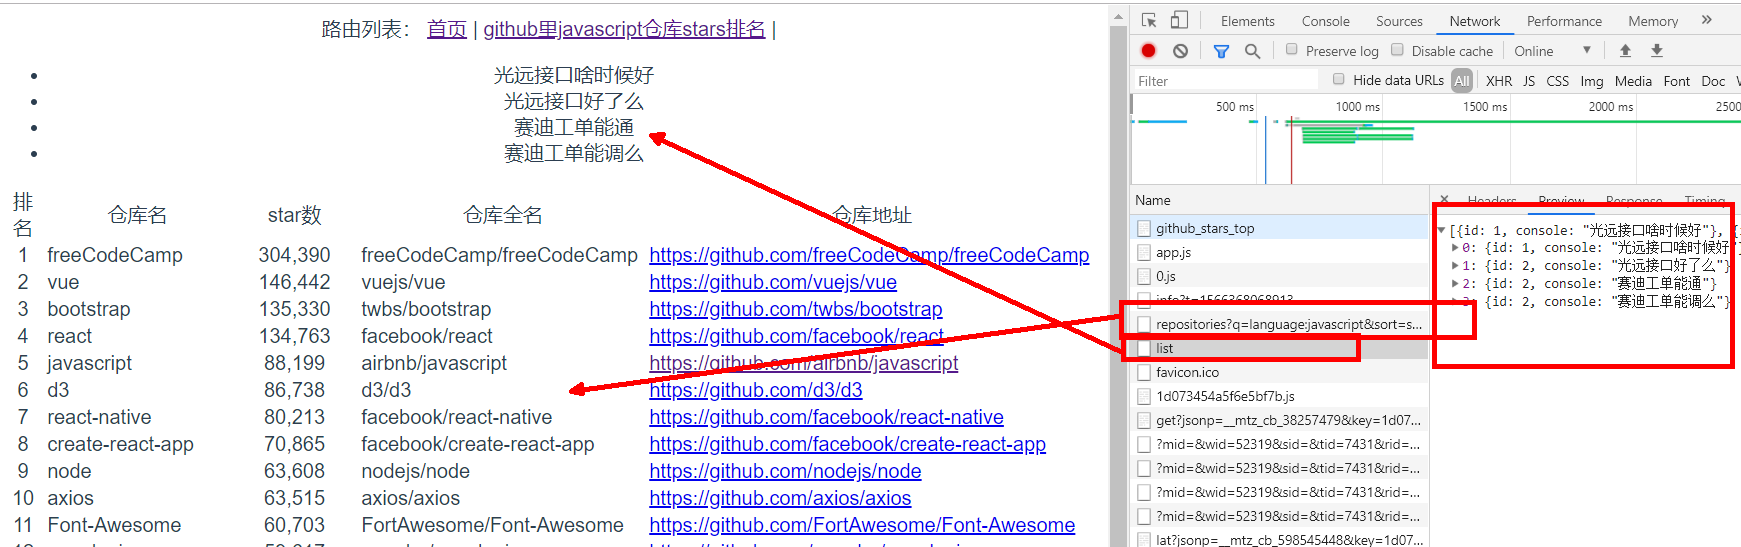 路由列表： 首页 | github里javascript仓库stars排名 |
光远接口啥时候好
光远接口好了么
赛迪工单能通
赛迪工单能调么
排名 仓库名 star数 仓库全名 仓库地址
1 freeCodeCamp 304,390 freeCodeCamp/freeCodeCamp https://github.com/freeCodeCamp/freeCodeCamp
2 vue 146,442 vuejs/vue https://github.com/vuejs/vue
3 bootstrap 135,330 twbs/bootstrap https://github.com/twbs/bootstrap
4 react 134,763 facebook/react https://github.com/facebook/react
5 javascript 88,199 airbnb/javascript https://github.com/airbnb/javascript
6 d3 86,738 d3/d3 https://github.com/d3/d3
7 react-native 80,213 facebook/react-native https://github.com/facebook/react-native
8 create-react-app 70,865 facebook/create-react-app https://github.com/facebook/create-react-app
9 node 63,608 nodejs/node https://github.com/nodejs/node
10 axios 63,515 axios/axios https://github.com/axios/axios
11 Font-Awesome 60,703 FortAwesome/Font-Awesome https://github.com/FortAwesome/Font-Awesome
Elements Console Sources Network Performance Memory »
Preserve log Disable cache Online
Filter Hide data URLs All XHR JS CSS Img Media Font Doc
500 ms 1000 ms 1500 ms 2000 ms 2500
Name
github_stars_top
app.js
0.js
info?t=1566368068913
repositories?q=language:javascript&sort=s...
list
favicon.ico
1d073454a5f6e5bf7b.js
get?jsonp=__mtz_cb_38257479&key=1d07...
?mid=&wid=52319&sid=&tid=7431&rid=...
?mid=&wid=52319&sid=&tid=7431&rid=...
?mid=&wid=52319&sid=&tid=7431&rid=...
?mid=&wid=52319&sid=&tid=7431&rid=...
lat?jsonp=__mtz_cb_598545448&key=1d07...
Headers Preview Response Timing
[{id: 1, console: "光远接口啥时候好"},
0: {id: 1, console: "光远接口啥时候好"
1: {id: 2, console: "光远接口好了么"}
2: {id: 2, console: "赛迪工单能通"}
3: {id: 2, console: "赛迪工单能调么"}